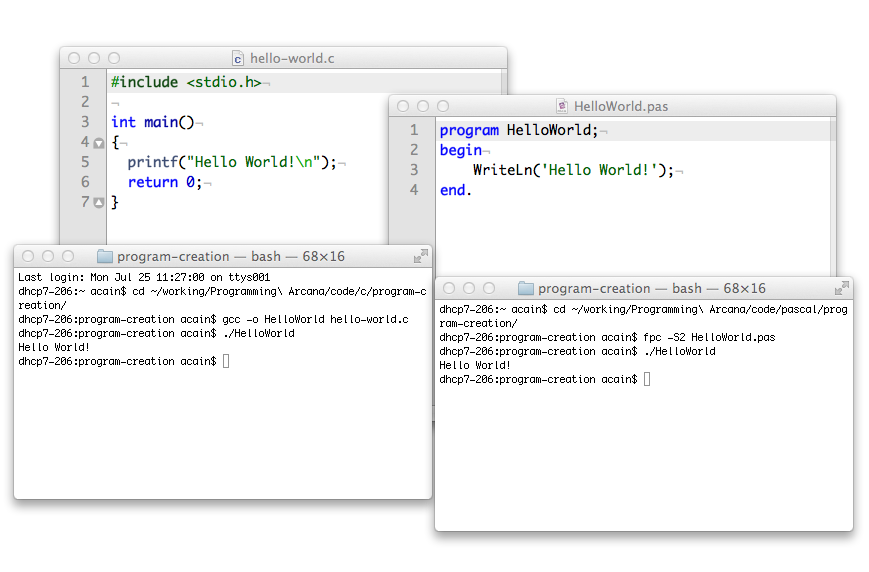 hello-world.c
1 #include <stdio.h>¬
2 ¬
3 int main()¬
4 {¬
5 printf("Hello World!\n");¬
6 return 0;¬
7 }
HelloWorld.pas
1 program HelloWorld;¬
2 begin¬
3 WriteLn('Hello World!');¬
4 end.
program-creation — bash — 68×16
Last login: Mon Jul 25 11:27:00 on ttys001
dhcp7-206:~ acain$ cd ~/working/Programming\ Arcana/code/c/program-c
reation/
dhcp7-206:program-creation acain$ gcc -o HelloWorld hello-world.c
dhcp7-206:program-creation acain$ ./HelloWorld
Hello World!
dhcp7-206:program-creation acain$
program-creation — bash — 68×16
dhcp7-206:~ acain$ cd ~/working/Programming\ Arcana/code/pascal/prog
ram-creation/
dhcp7-206:program-creation acain$ fpc -S2 HelloWorld.pas
dhcp7-206:program-creation acain$ ./HelloWorld
Hello World!
dhcp7-206:program-creation acain$